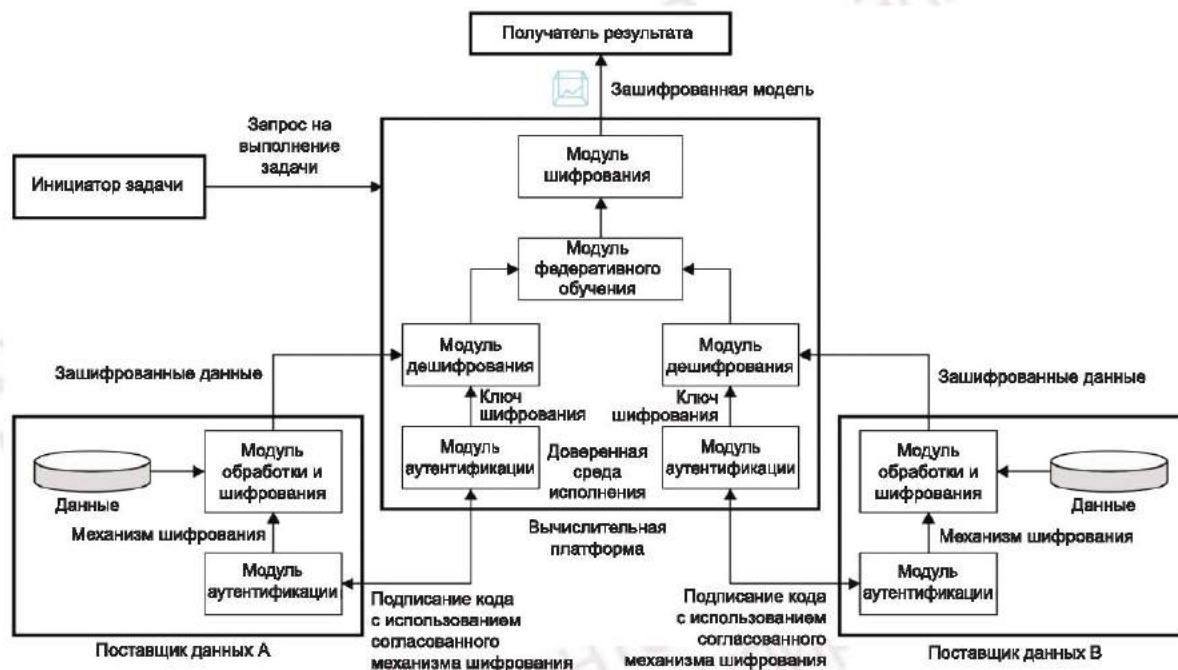 Получатель результата
Зашифрованная модель
Запрос на
выполнение
задачи
Инициатор задачи
Модуль
шифрования
Модуль
федеративного
обучения
Модуль
дешифрования
Модуль
дешифрования
Зашифрованные данные
Зашифрованные данные
Ключ
шифрования
Ключ
шифрования
Модуль
аутентификации
Доверенная
среда
исполнения
Модуль
аутентификации
Вычислительная
платформа
Модуль
обработки и
шифрования
Данные
Механизм шифрования
Модуль
аутентификации
Поставщик данных A
Подписание кода
с использованием
согласованного
механизма шифрования
Подписание кода
с использованием
согласованного
механизма шифрования
Модуль
обработки и
шифрования
Данные
Механизм шифрования
Модуль
аутентификации
Поставщик данных B